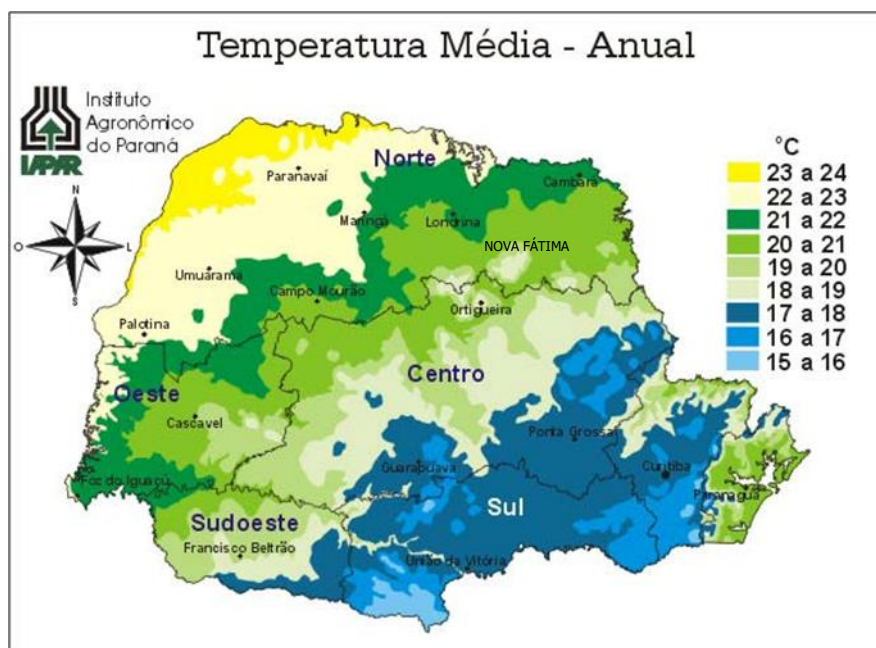 Temperatura Média - Anual
Instituto
Agronômico
do Paraná
IAPAR
N
O
L
S
°C
23 a 24
22 a 23
21 a 22
20 a 21
19 a 20
18 a 19
17 a 18
16 a 17
15 a 16
Norte
Paranavaí
Cambará
Maringá
Londrina
NOVA FÁTIMA
Umuarama
Campo Mourão
Ortigueira
Palotina
Centro
Oeste
Cascavel
Ponta Grossa
Guarapuava
Curitiba
Foz do Iguaçú
Paranaguá
Sul
Sudoeste
Francisco Beltrão
União da Vitória